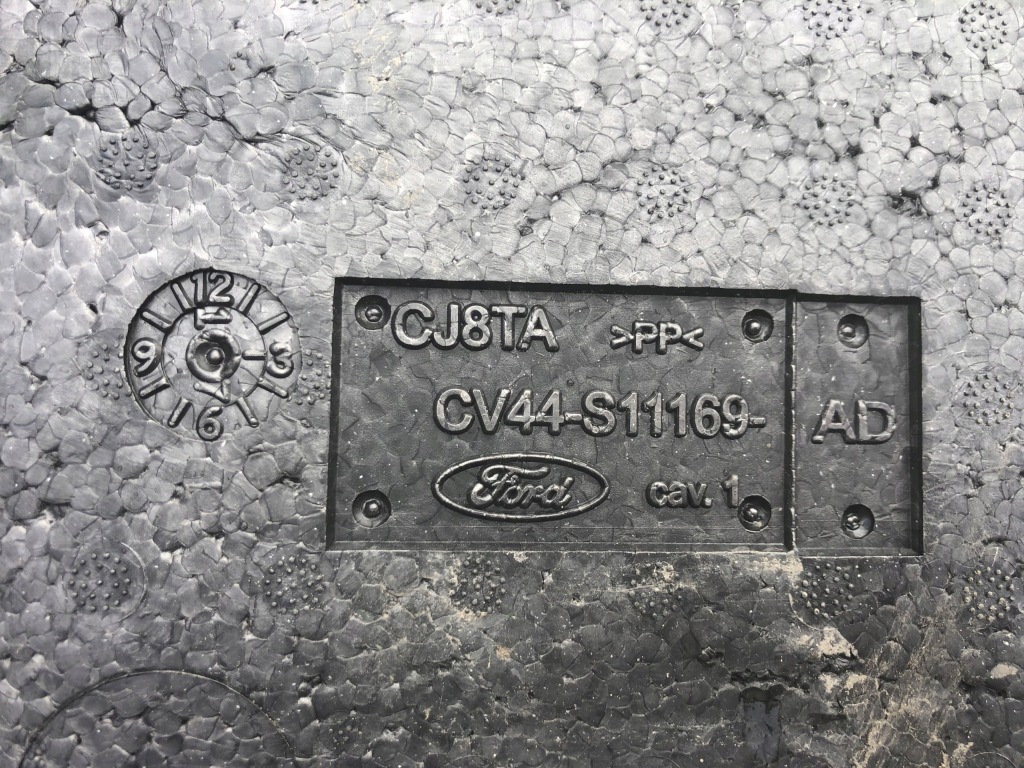 12
3
6
9
CJ8TA >PP<
CV44-S11169- AD
Ford cav. 1